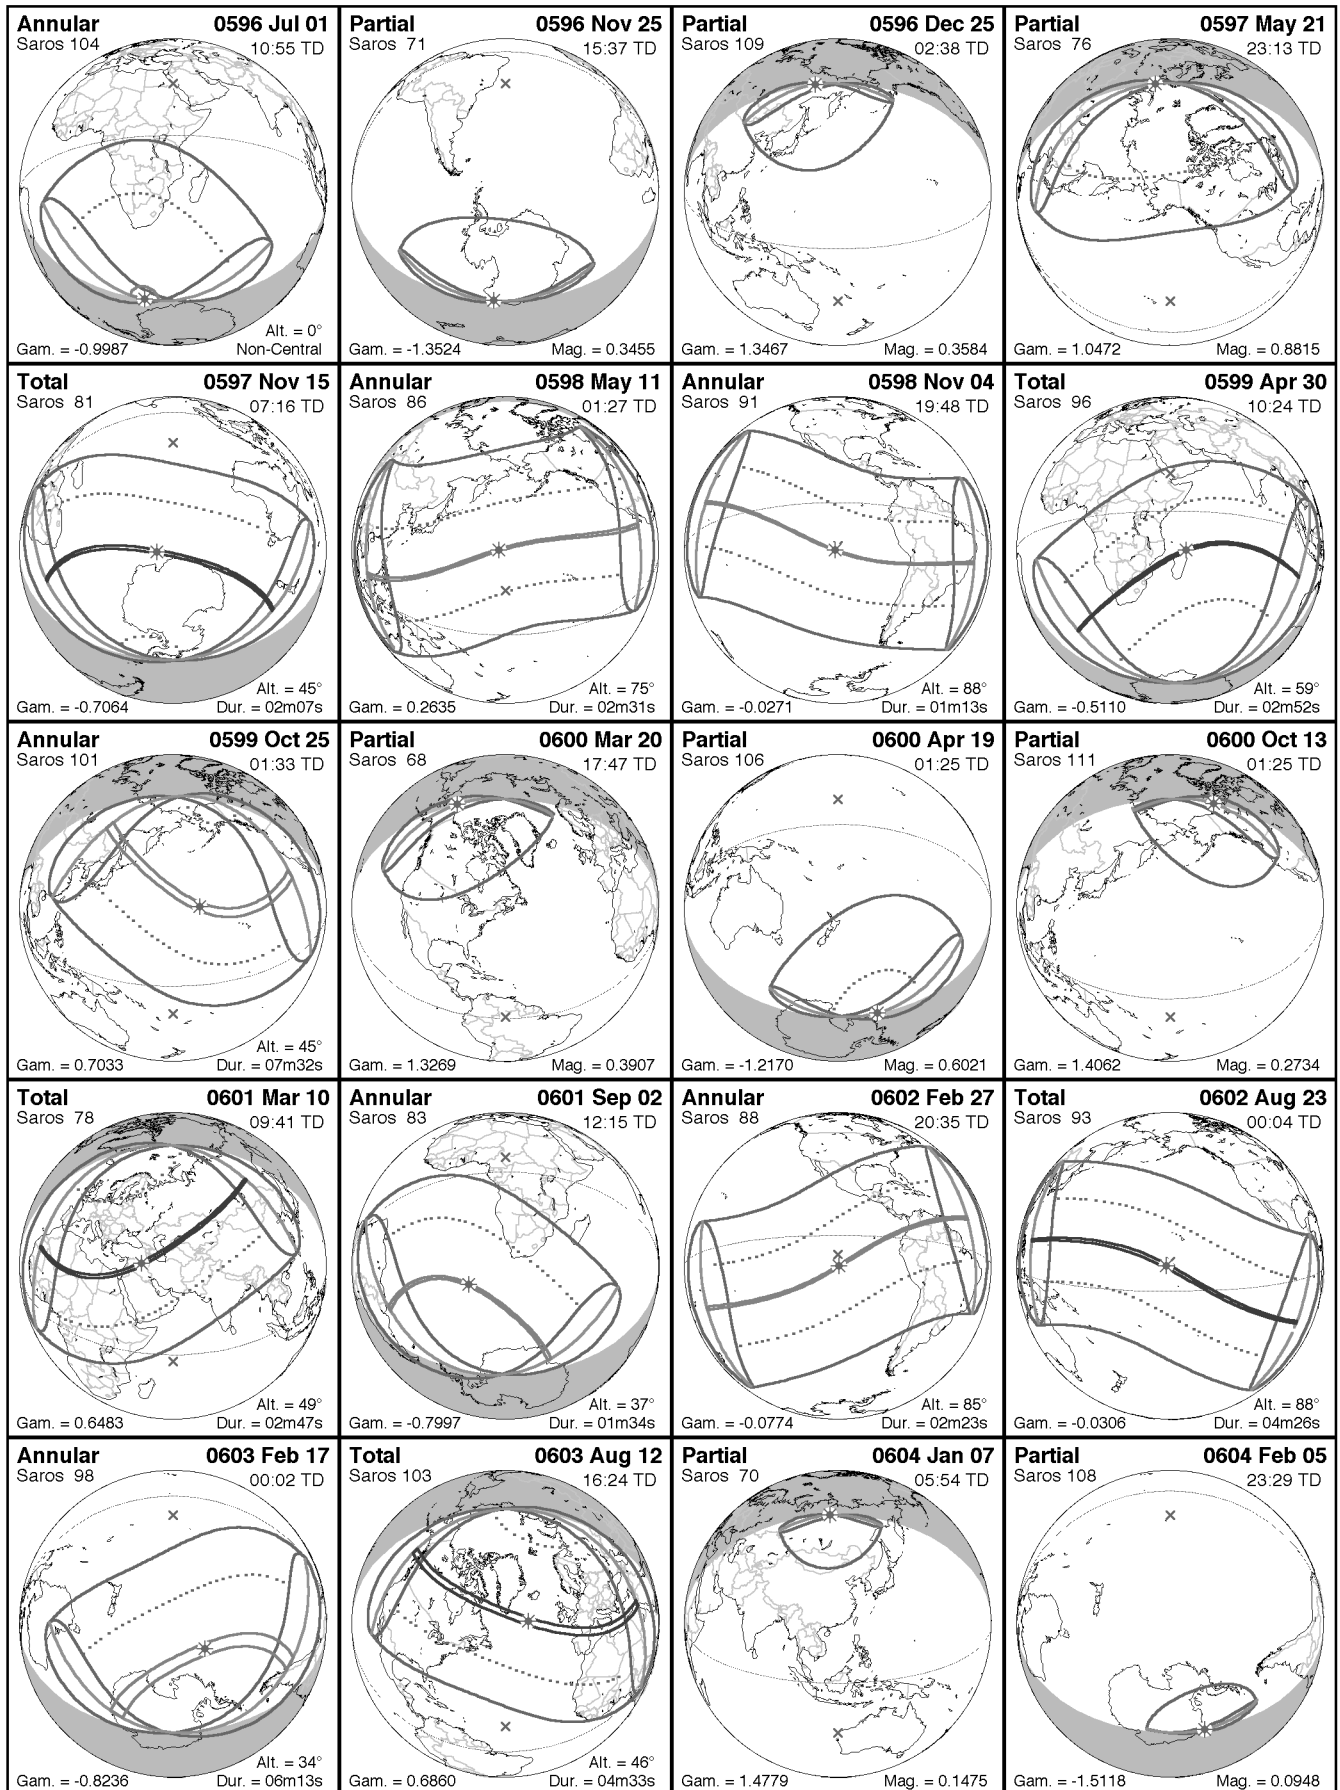 Annular 0596 Jul 01
Saros 104 10:55 TD
Alt. = 0°
Gam. = -0.9987 Non-Central
Partial 0596 Nov 25
Saros 71 15:37 TD
Gam. = -1.3524 Mag. = 0.3455
Partial 0596 Dec 25
Saros 109 02:38 TD
Gam. = 1.3467 Mag. = 0.3584
Partial 0597 May 21
Saros 76 23:13 TD
Gam. = 1.0472 Mag. = 0.8815
Total 0597 Nov 15
Saros 81 07:16 TD
Alt. = 45°
Gam. = -0.7064 Dur. = 02m07s
Annular 0598 May 11
Saros 86 01:27 TD
Alt. = 75°
Gam. = 0.2635 Dur. = 02m31s
Annular 0598 Nov 04
Saros 91 19:48 TD
Alt. = 88°
Gam. = -0.0271 Dur. = 01m13s
Total 0599 Apr 30
Saros 96 10:24 TD
Alt. = 59°
Gam. = -0.5110 Dur. = 02m52s
Annular 0599 Oct 25
Saros 101 01:33 TD
Alt. = 45°
Gam. = 0.7033 Dur. = 07m32s
Partial 0600 Mar 20
Saros 68 17:47 TD
Gam. = 1.3269 Mag. = 0.3907
Partial 0600 Apr 19
Saros 106 01:25 TD
Gam. = -1.2170 Mag. = 0.6021
Partial 0600 Oct 13
Saros 111 01:25 TD
Gam. = 1.4062 Mag. = 0.2734
Total 0601 Mar 10
Saros 78 09:41 TD
Alt. = 49°
Gam. = 0.6483 Dur. = 02m47s
Annular 0601 Sep 02
Saros 83 12:15 TD
Alt. = 37°
Gam. = -0.7997 Dur. = 01m34s
Annular 0602 Feb 27
Saros 88 20:35 TD
Alt. = 85°
Gam. = -0.0774 Dur. = 02m23s
Total 0602 Aug 23
Saros 93 00:04 TD
Alt. = 88°
Gam. = -0.0306 Dur. = 04m26s
Annular 0603 Feb 17
Saros 98 00:02 TD
Alt. = 34°
Gam. = -0.8236 Dur. = 06m13s
Total 0603 Aug 12
Saros 103 16:24 TD
Alt. = 46°
Gam. = 0.6860 Dur. = 04m33s
Partial 0604 Jan 07
Saros 70 05:54 TD
Gam. = 1.4779 Mag. = 0.1475
Partial 0604 Feb 05
Saros 108 23:29 TD
Gam. = -1.5118 Mag. = 0.0948